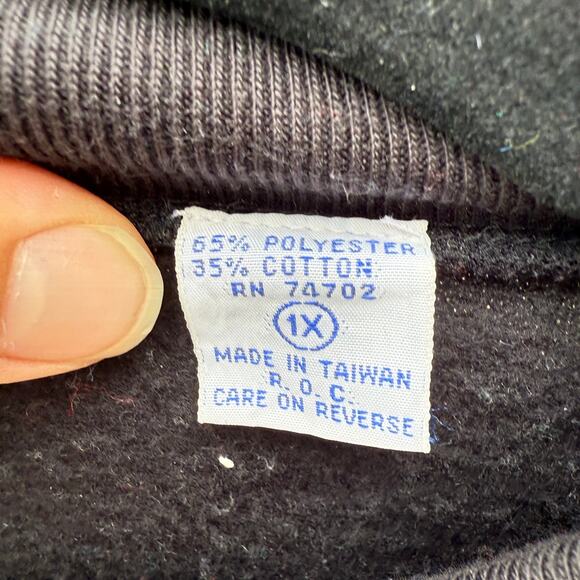 65% POLYESTER
35% COTTON
RN 74702
1X
MADE IN TAIWAN
R. O. C.
CARE ON REVERSE